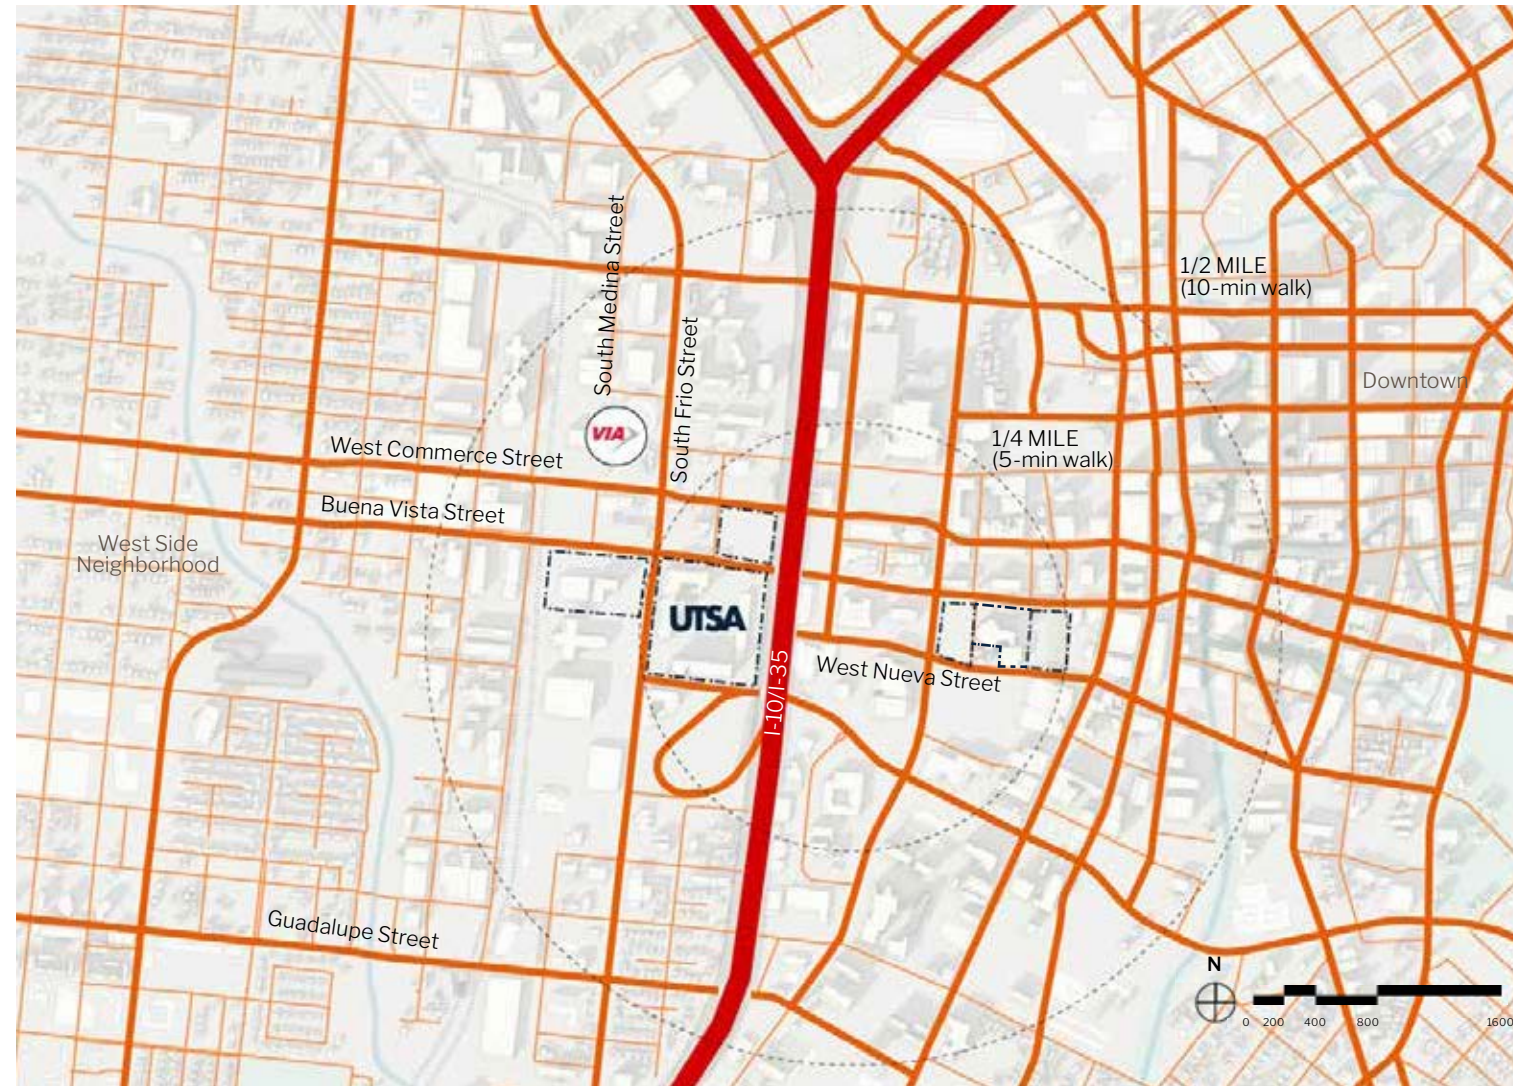 South Medina Street
1/2 MILE
(10-min walk)
South Frio Street
Downtown
VIA
1/4 MILE
(5-min walk)
West Commerce Street
Buena Vista Street
West Side
Neighborhood
UTSA
I-10/I-35
West Nueva Street
Guadalupe Street
N
0 200 400 800 1600